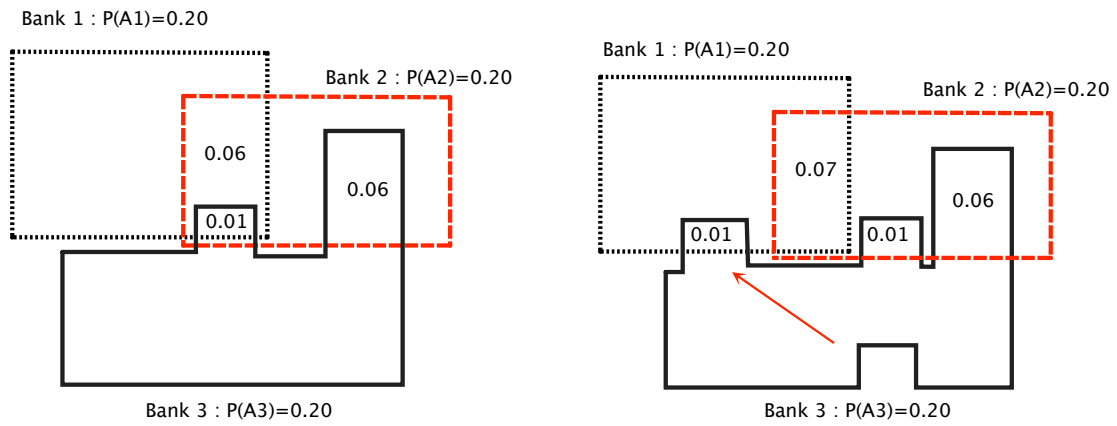 Bank 1 : P(A1)=0.20
Bank 2 : P(A2)=0.20
0.06
0.06
0.01
Bank 3 : P(A3)=0.20
Bank 1 : P(A1)=0.20
Bank 2 : P(A2)=0.20
0.07
0.06
0.01
0.01
Bank 3 : P(A3)=0.20